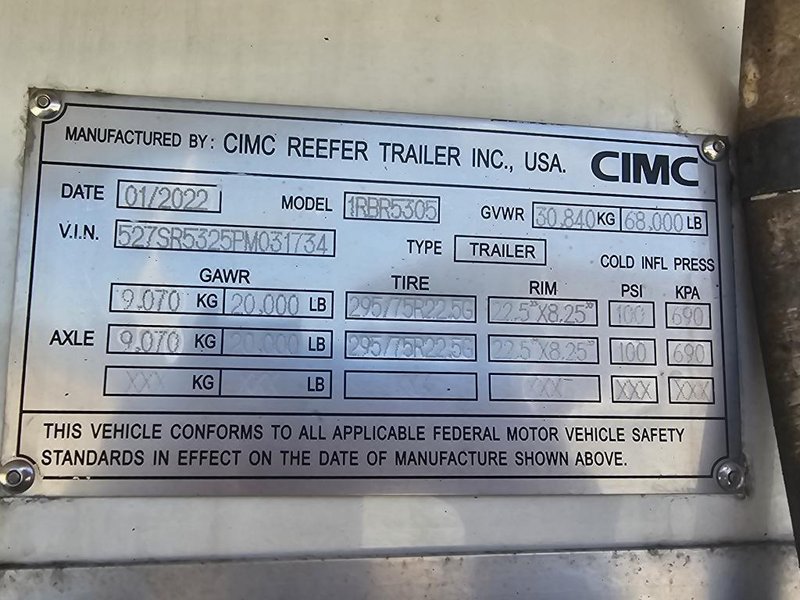 MANUFACTURED BY: CIMC REEFER TRAILER INC., USA. CIMC
DATE 01/2022 MODEL 1RBR5305 GVWR 30.840 KG 68.000 LB
V.I.N. 527SR5325PM031734 TYPE TRAILER
GAWR TIRE RIM COLD INFL PRESS PSI KPA
9.070 KG 20.000 LB 295/75R22.5G 22.5"X8.25" 100 690
AXLE 9.070 KG 20.000 LB 295/75R22.5G 22.5"X8.25" 100 690
XXX KG LB XXX XXX XXX
THIS VEHICLE CONFORMS TO ALL APPLICABLE FEDERAL MOTOR VEHICLE SAFETY
STANDARDS IN EFFECT ON THE DATE OF MANUFACTURE SHOWN ABOVE.